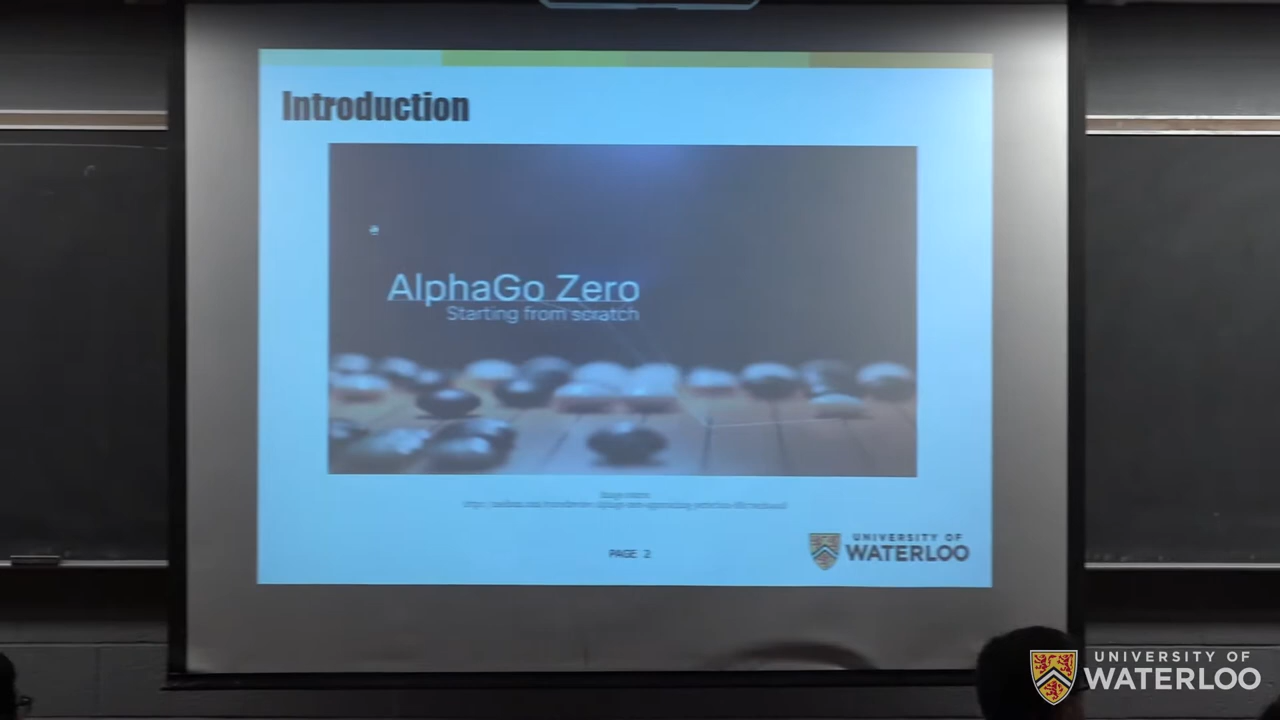 Introduction
AlphaGo Zero
Starting from scratch
PAGE 2
UNIVERSITY OF
WATERLOO
UNIVERSITY OF
WATERLOO